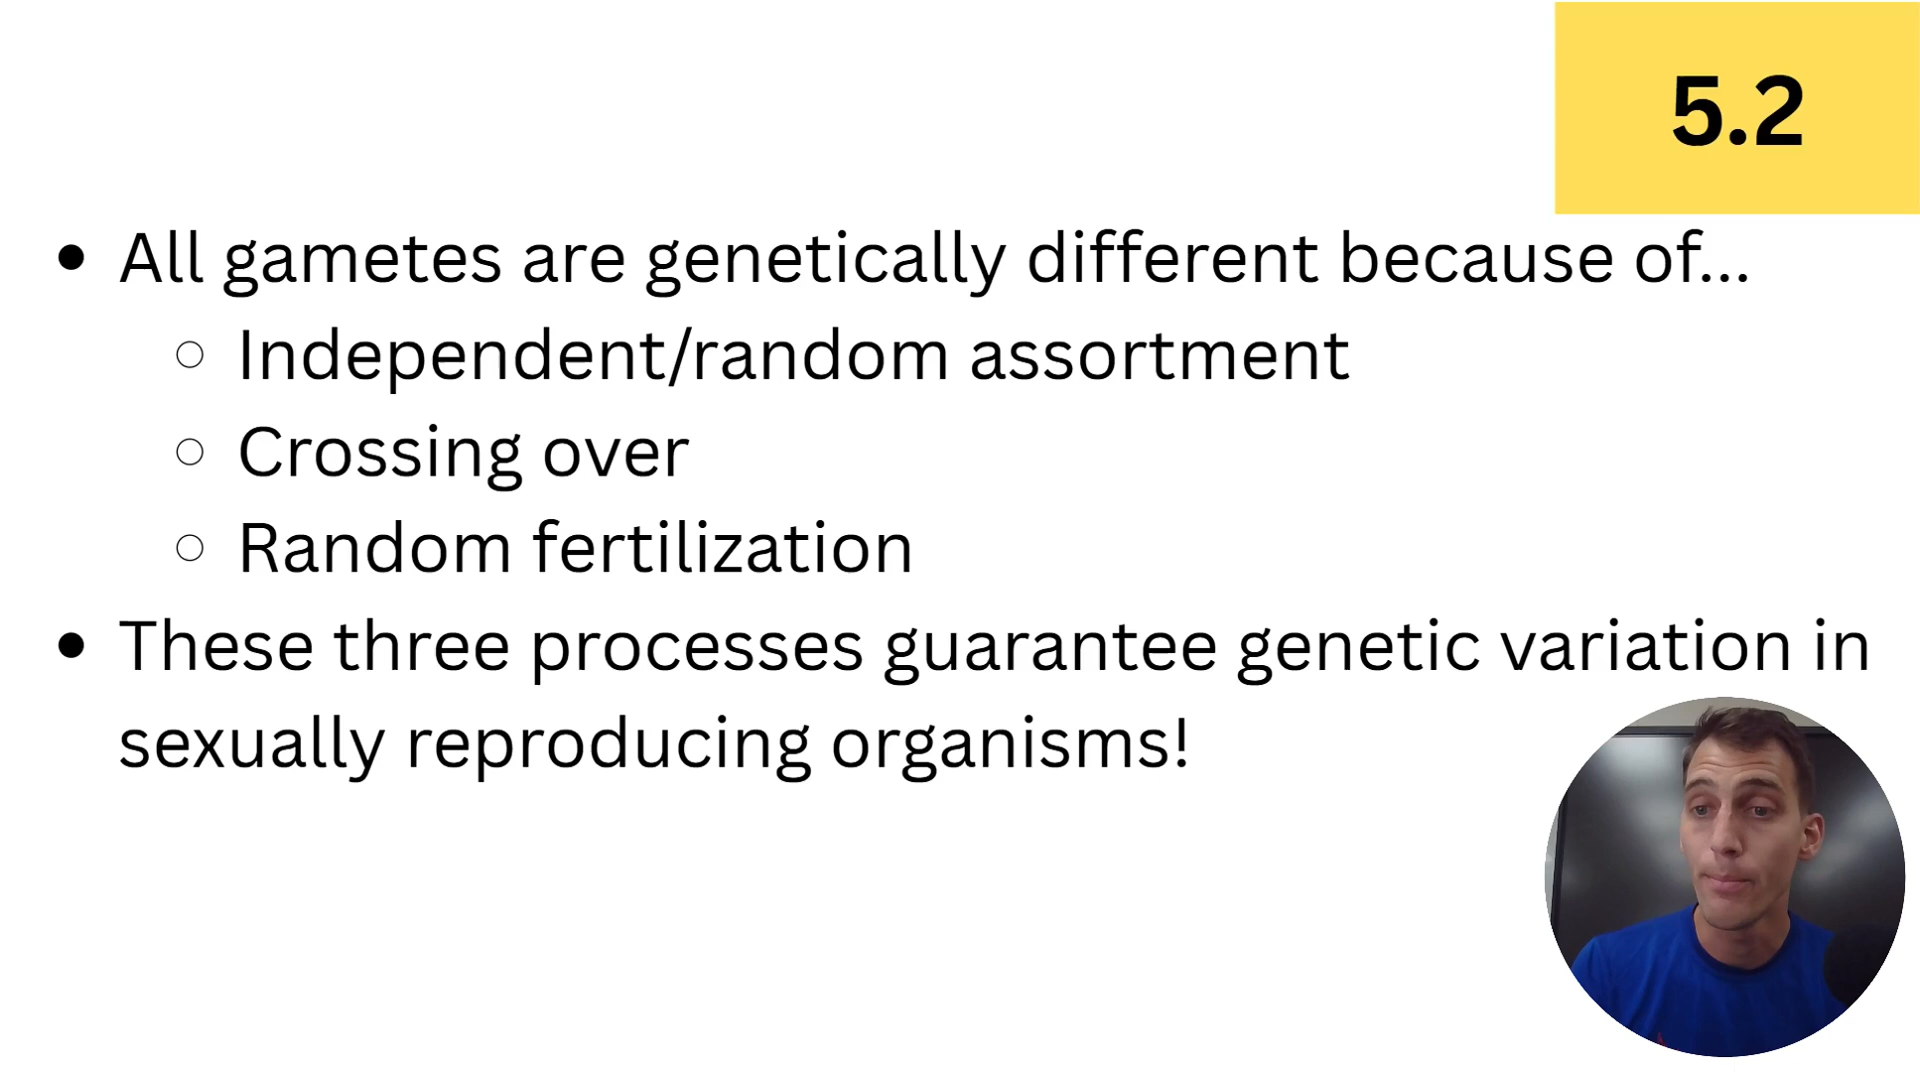 5.2
All gametes are genetically different because of...
Independent/random assortment
Crossing over
Random fertilization
These three processes guarantee genetic variation in
sexually reproducing organisms!